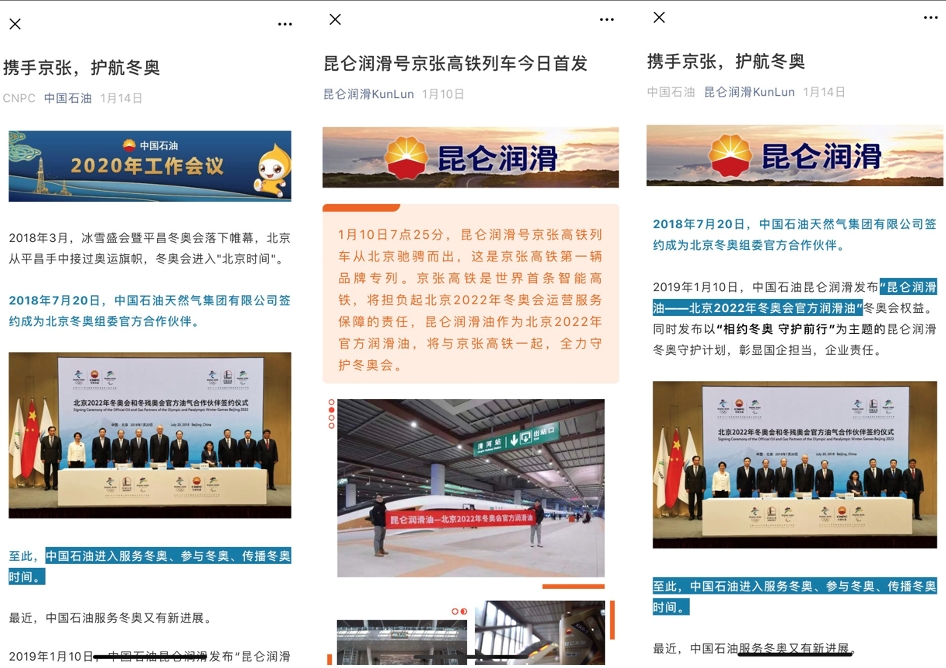 携手京张，护航冬奥
CNPC 中国石油 1月14日
中国石油
2020年工作会议
2018年3月，冰雪盛会暨平昌冬奥会落下帷幕，北京
从平昌手中接过奥运旗帜，冬奥会进入"北京时间"。
2018年7月20日，中国石油天然气集团有限公司签
约成为北京冬奥组委官方合作伙伴。
北京2022年冬奥会和冬残奥会官方油气合作伙伴签约仪式
Signing Ceremony of the Official Oil and Gas Partner of the Olympic and Paralympic Winter Games Beijing 2022
至此，中国石油进入服务冬奥、参与冬奥、传播冬奥
时间。
最近，中国石油服务冬奥又有新进展。
2019年1月10日，中国石油昆仑润滑发布“昆仑润滑
昆仑润滑号京张高铁列车今日首发
昆仑润滑KunLun 1月10日
昆仑润滑
1月10日7点25分，昆仑润滑号京张高铁列
车从北京驰骋而出，这是京张高铁第一辆
品牌专列。京张高铁是世界首条智能高
铁，将担负起北京2022年冬奥会运营服务
保障的责任，昆仑润滑油作为北京2022年
官方润滑油，将与京张高铁一起，全力守
护冬奥会。
清河站 出站口
昆仑润滑油—北京2022年冬奥会官方润滑油
携手京张，护航冬奥
中国石油 昆仑润滑KunLun 1月14日
昆仑润滑
2018年7月20日，中国石油天然气集团有限公司签
约成为北京冬奥组委官方合作伙伴。
2019年1月10日，中国石油昆仑润滑发布“昆仑润滑
油——北京2022年冬奥会官方润滑油”冬奥会权益。
同时发布以“相约冬奥 守护前行”为主题的昆仑润滑
冬奥守护计划，彰显国企担当，企业责任。
北京2022年冬奥会和冬残奥会官方油气合作伙伴签约仪式
Signing Ceremony of the Official Oil and Gas Partner of the Olympic and Paralympic Winter Games Beijing 2022
至此，中国石油进入服务冬奥、参与冬奥、传播冬奥
时间。
最近，中国石油服务冬奥又有新进展。